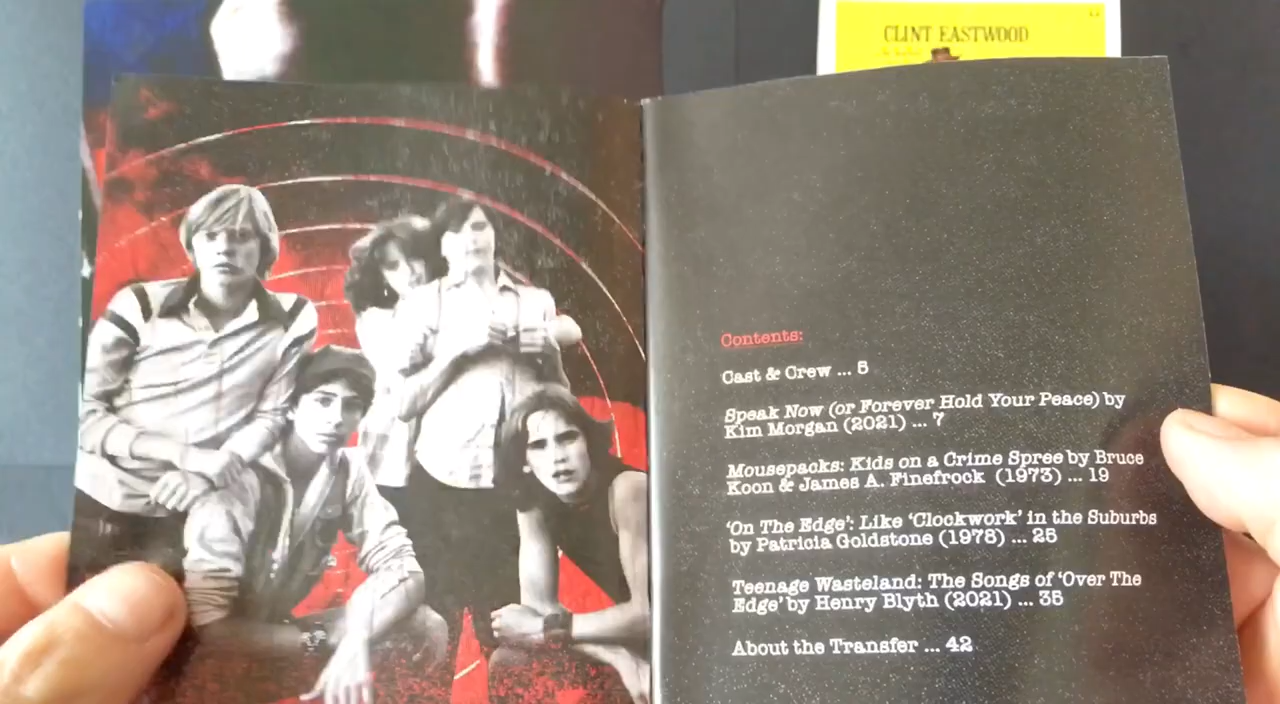 CLINT EASTWOOD
Contents:
Cast & Crew ... 5
Speak Now (or Forever Hold Your Peace) by
Kim Morgan (2021) ... 7
Mousepacks: Kids on a Crime Spree by Bruce
Koon & James A. Finefrock (1973) ... 19
'On The Edge': Like 'Clockwork' in the Suburbs
by Patricia Goldstone (1978) ... 25
Teenage Wasteland: The Songs of 'Over The
Edge' by Henry Blyth (2021) ... 35
About the Transfer ... 42